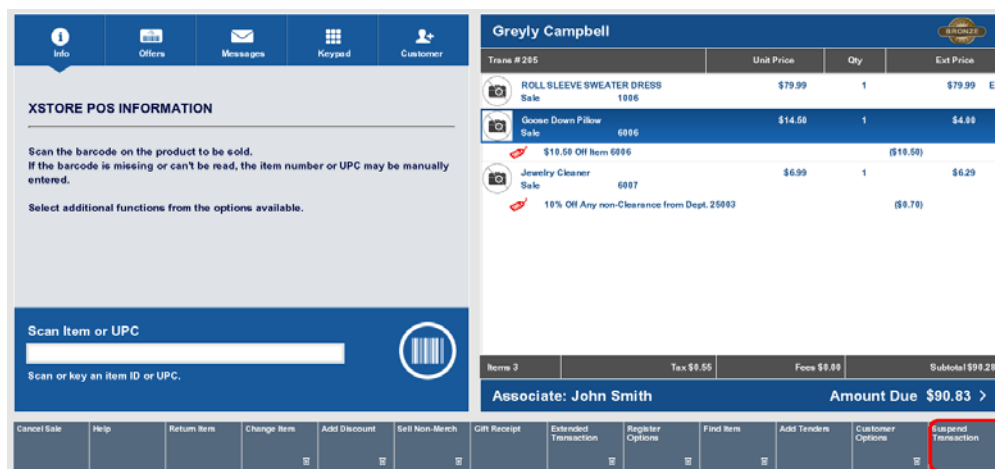 Info
Offers
Messages
Keypad
Customer
XSTORE POS INFORMATION
Scan the barcode on the product to be sold.
If the barcode is missing or can't be read, the item number or UPC may be manually
entered.
Select additional functions from the options available.
Scan Item or UPC
Scan or key an item ID or UPC.
Greyly Campbell
BRONZE
Trans # 205 Unit Price Qty Ext Price
ROLL SLEEVE SWEATER DRESS $79.99 1 $79.99 E
Sale 1006
Goose Down Pillow $14.50 1 $4.00
Sale 6006
$10.50 Off Item 6006 ($10.50)
Jewelry Cleaner $6.99 1 $6.29
Sale 6007
10% Off Any non-Clearance from Dept. 25003 ($0.70)
Items 3 Tax $0.55 Fees $0.00 Subtotal $90.28
Associate: John Smith Amount Due $90.83 >
Cancel Sale
Help
Return Item
Change Item
Add Discount
Sell Non-Merch
Gift Receipt
Extended
Transaction
Register
Options
Find Item
Add Tenders
Customer
Options
Suspend
Transaction